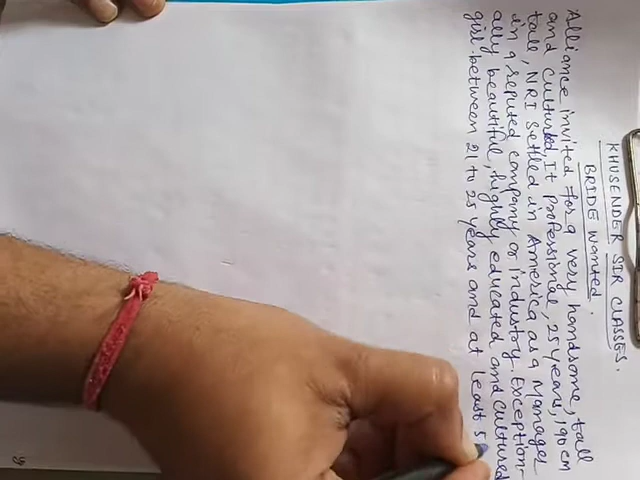 KHUSENDER SIR CLASSES.
BRIDE Wanted.
Alliance invited for a very handsome, tall
and cultured, It Professional, 25 years, 190 cm
tall, NRI settled in America as a Manager
in a reputed company or industry. Exception-
ally beautiful, highly educated and cultured
girl. between 21 to 25 years and at least 5